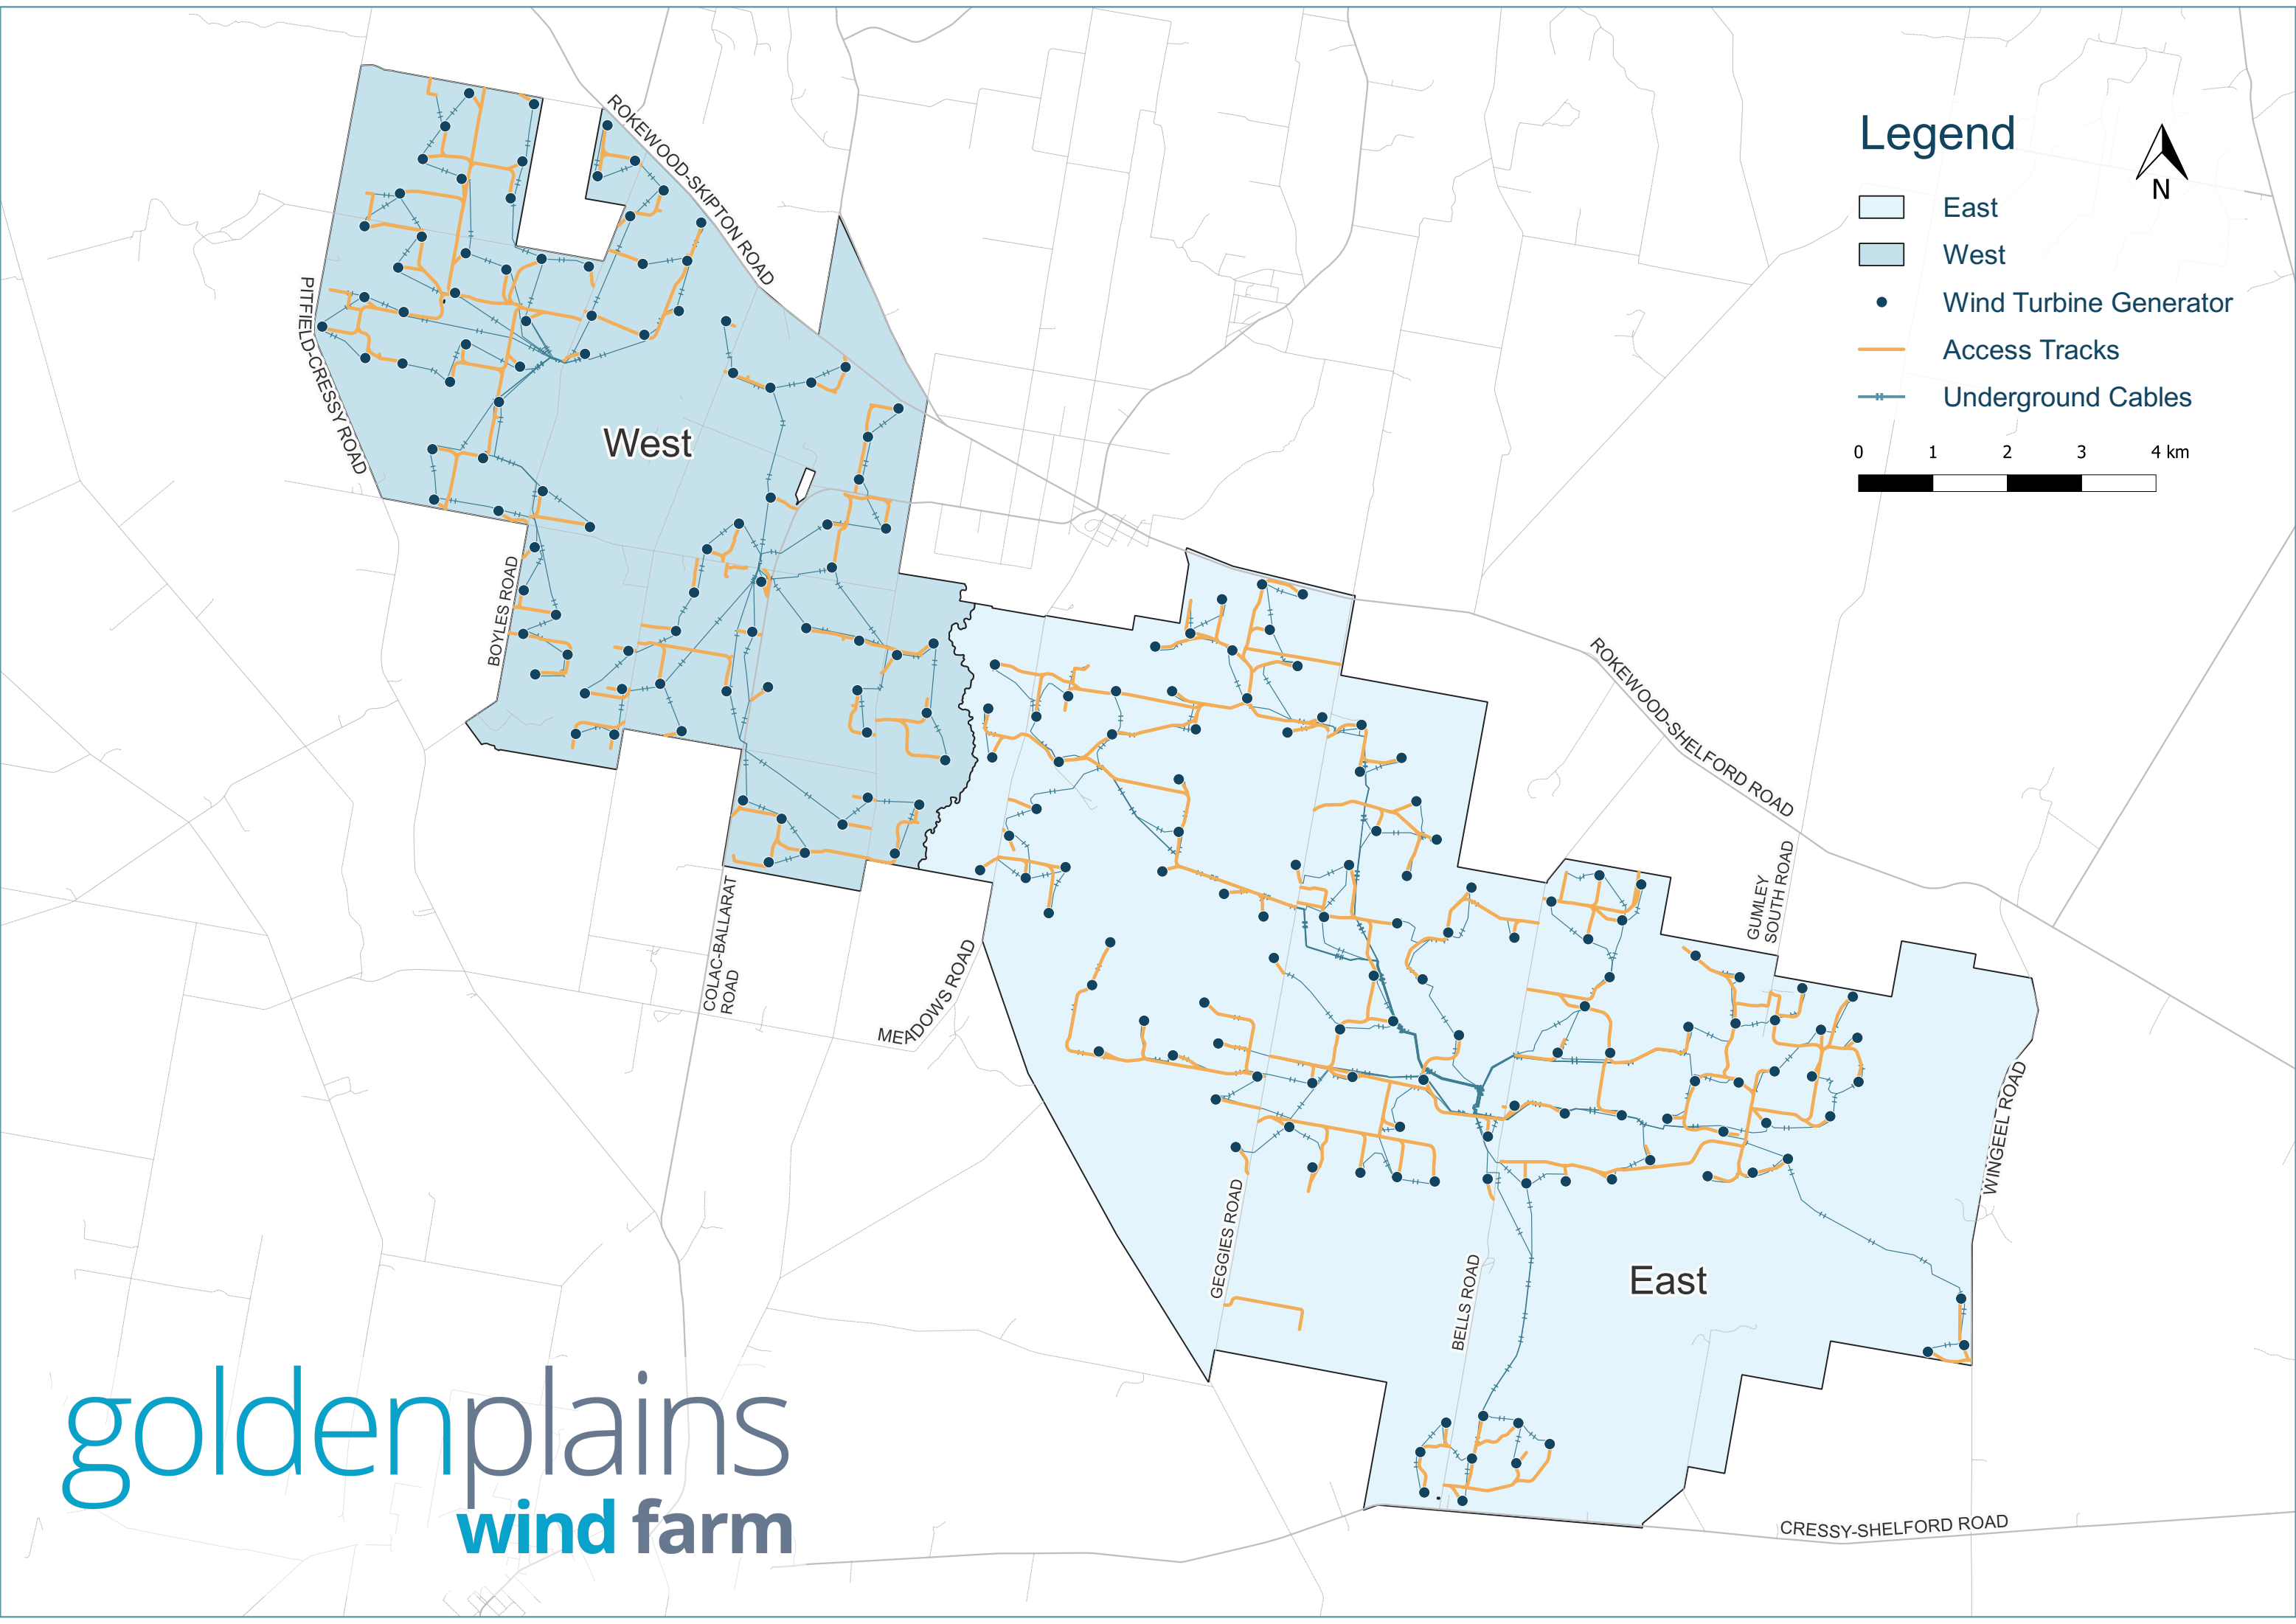 ROKEWOOD-SKIPTON ROAD
Legend
N
East
West
Wind Turbine Generator
Access Tracks
Underground Cables
0 1 2 3 4 km
PITFIELD-CRESSY ROAD
West
BOYLES ROAD
ROKEWOOD-SHELFORD ROAD
GUMLEY
SOUTH ROAD
COLAC-BALLARAT
ROAD
MEADOWS ROAD
WINGEEL ROAD
GEGGIES ROAD
BELLS ROAD
East
goldenplains
wind farm
CRESSY-SHELFORD ROAD